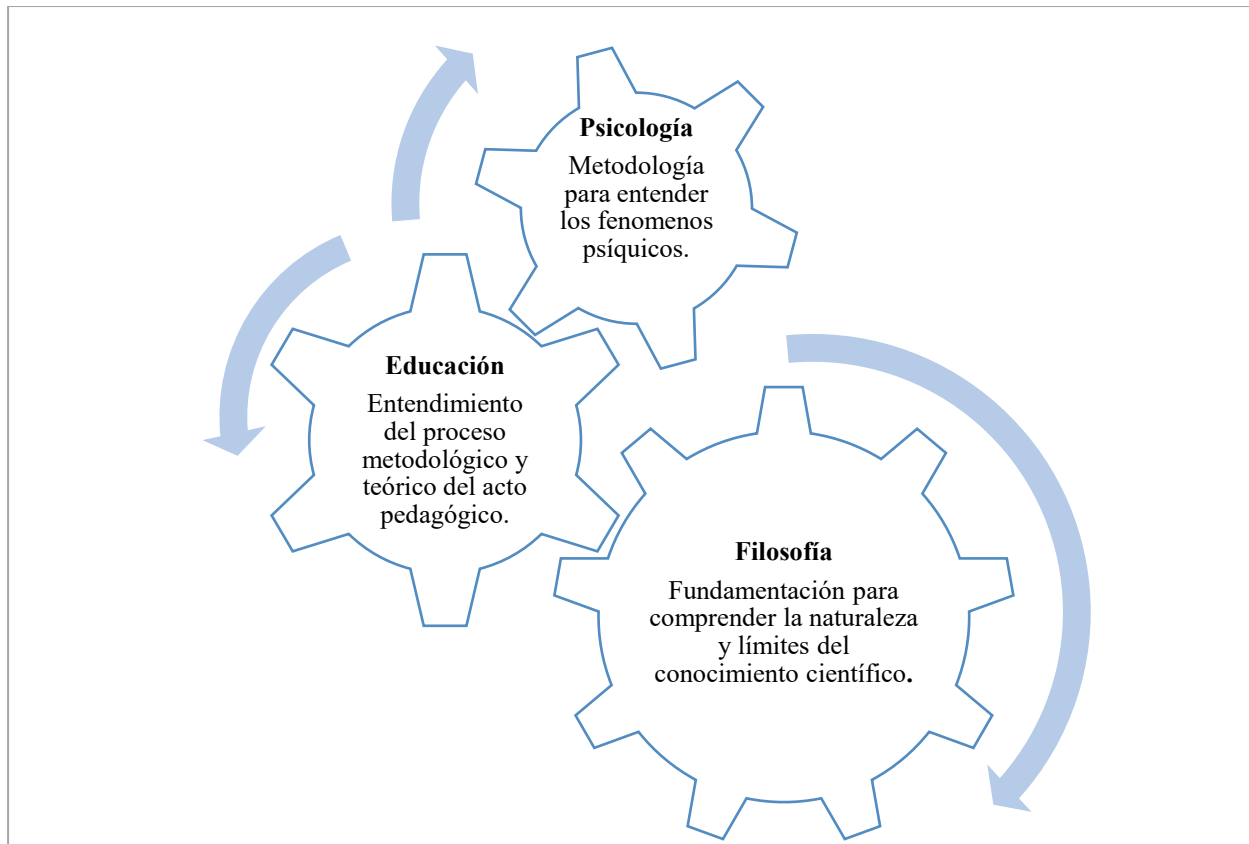 Psicología
Metodología
para entender
los fenomenos
psíquicos.
Educación
Entendimiento
del proceso
metodológico y
teórico del acto
pedagógico.
Filosofía
Fundamentación para
comprender la naturaleza
y límites del
conocimiento científico.